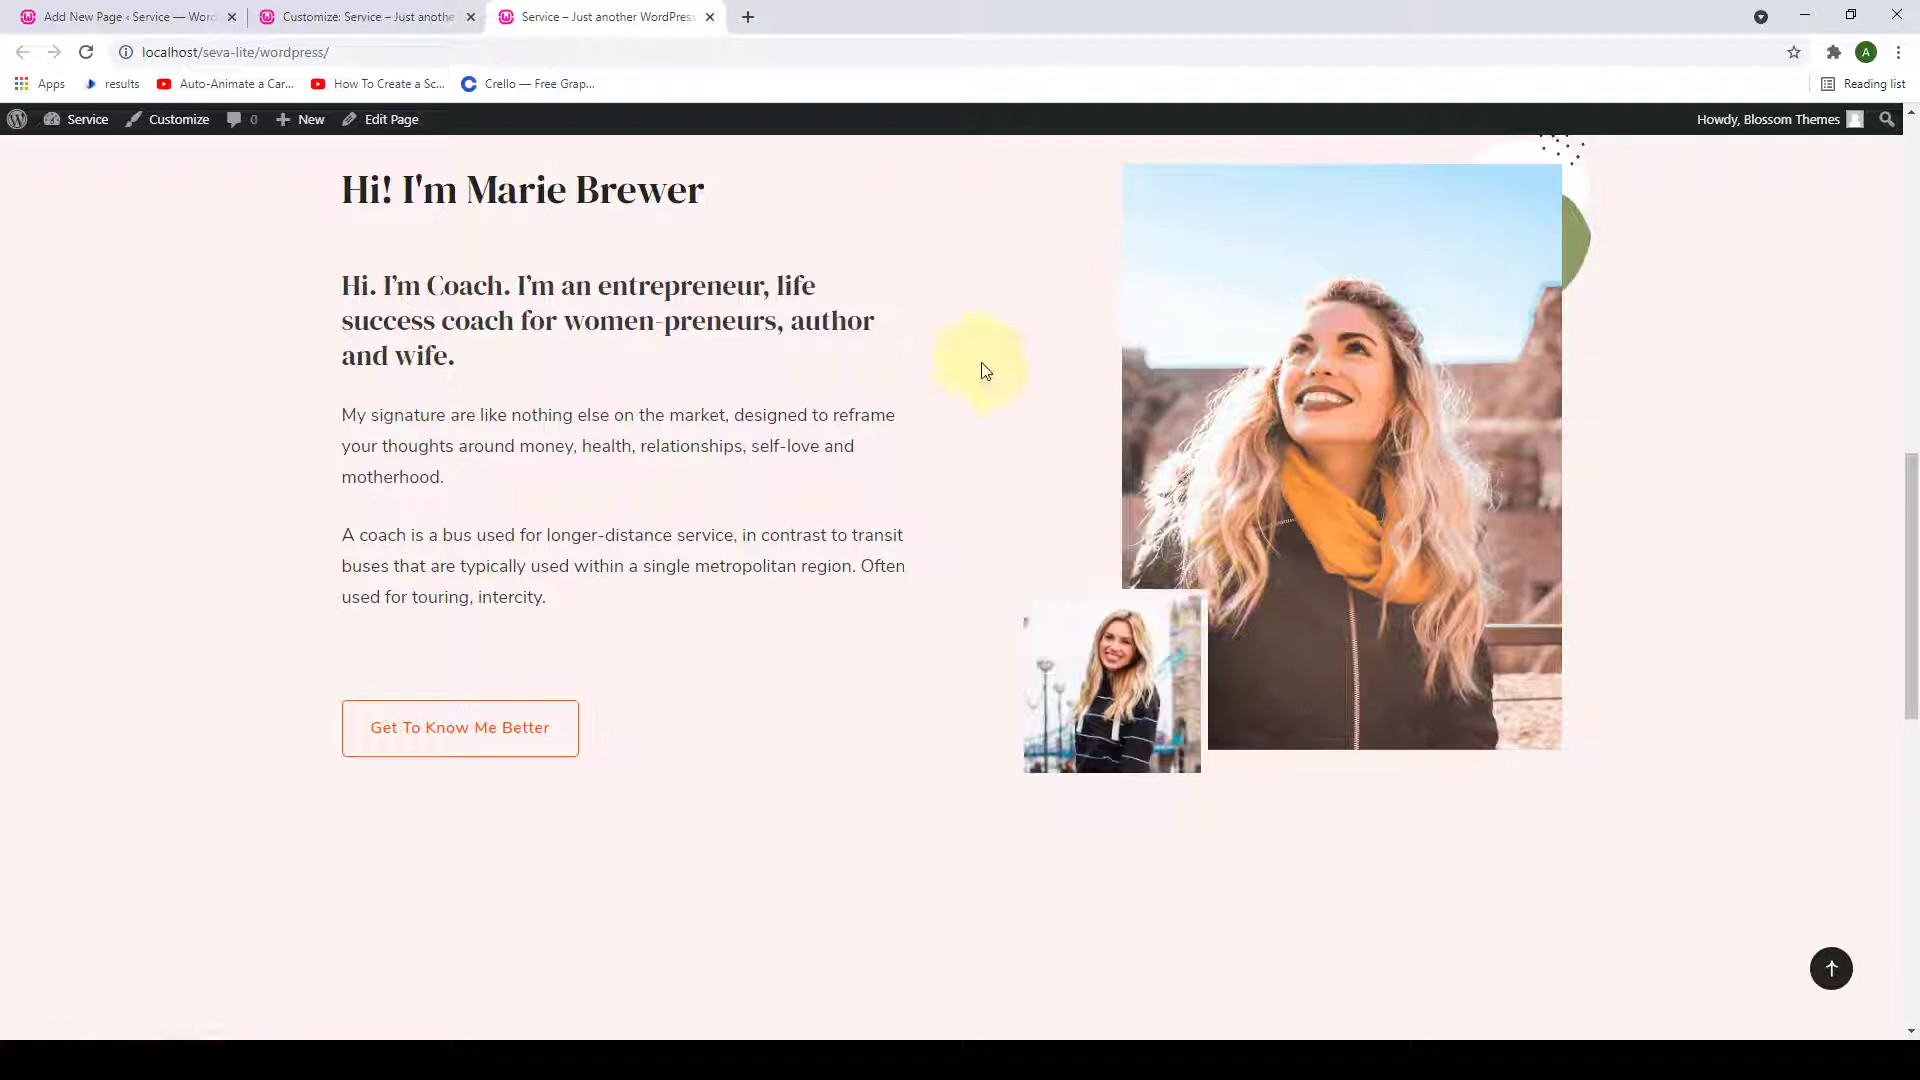 Add New Page ‹ Service — Word
Customize: Service – Just anothe
Service – Just another WordPress
localhost/seva-lite/wordpress/
Apps
results
Auto-Animate a Car...
How To Create a Sc...
Crello — Free Grap...
Reading list
A
Service
Customize
0
New
Edit Page
Howdy, Blossom Themes
Hi! I'm Marie Brewer
Hi. I'm Coach. I'm an entrepreneur, life
success coach for women-preneurs, author
and wife.
My signature are like nothing else on the market, designed to reframe
your thoughts around money, health, relationships, self-love and
motherhood.
A coach is a bus used for longer-distance service, in contrast to transit
buses that are typically used within a single metropolitan region. Often
used for touring, intercity.
Get To Know Me Better